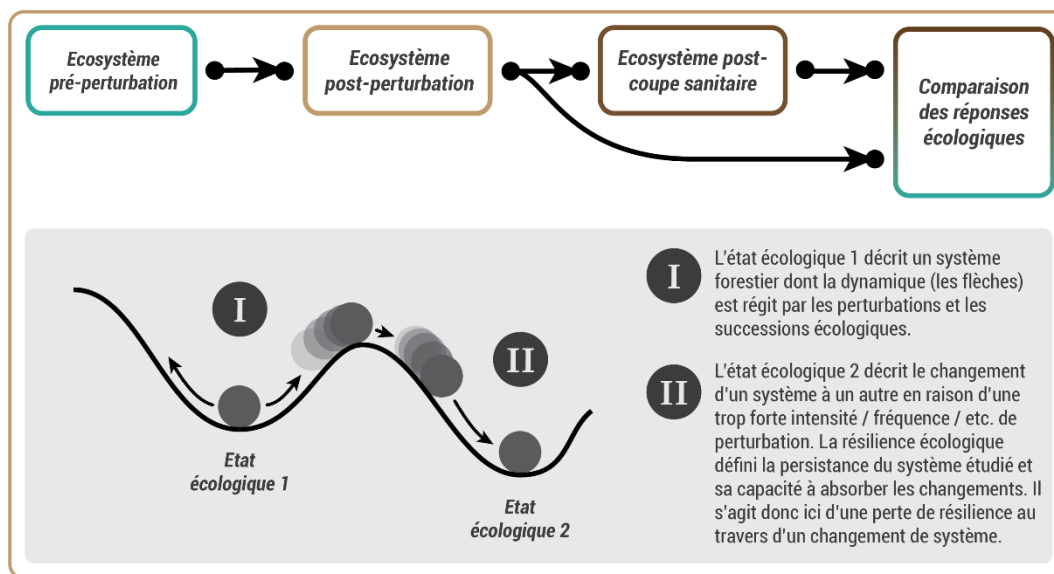 Ecosystème
pré-perturbation
Ecosystème
post-perturbation
Ecosystème post-
coupe sanitaire
Comparaison
des réponses
écologiques
I
II
Etat
écologique 1
Etat
écologique 2
I
L'état écologique 1 décrit un système
forestier dont la dynamique (les flèches)
est régit par les perturbations et les
successions écologiques.
II
L'état écologique 2 décrit le changement
d'un système à un autre en raison d'une
trop forte intensité / fréquence / etc. de
perturbation. La résilience écologique
défini la persistance du système étudié et
sa capacité à absorber les changements. Il
s'agit donc ici d'une perte de résilience au
travers d'un changement de système.